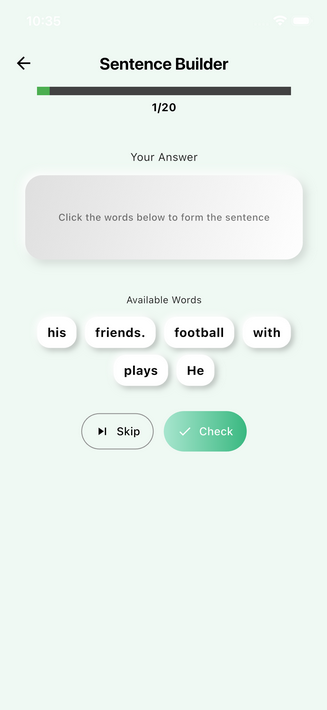 10:35
Sentence Builder
1/20
Your Answer
Click the words below to form the sentence
Available Words
his friends. football with
plays He
Skip Check